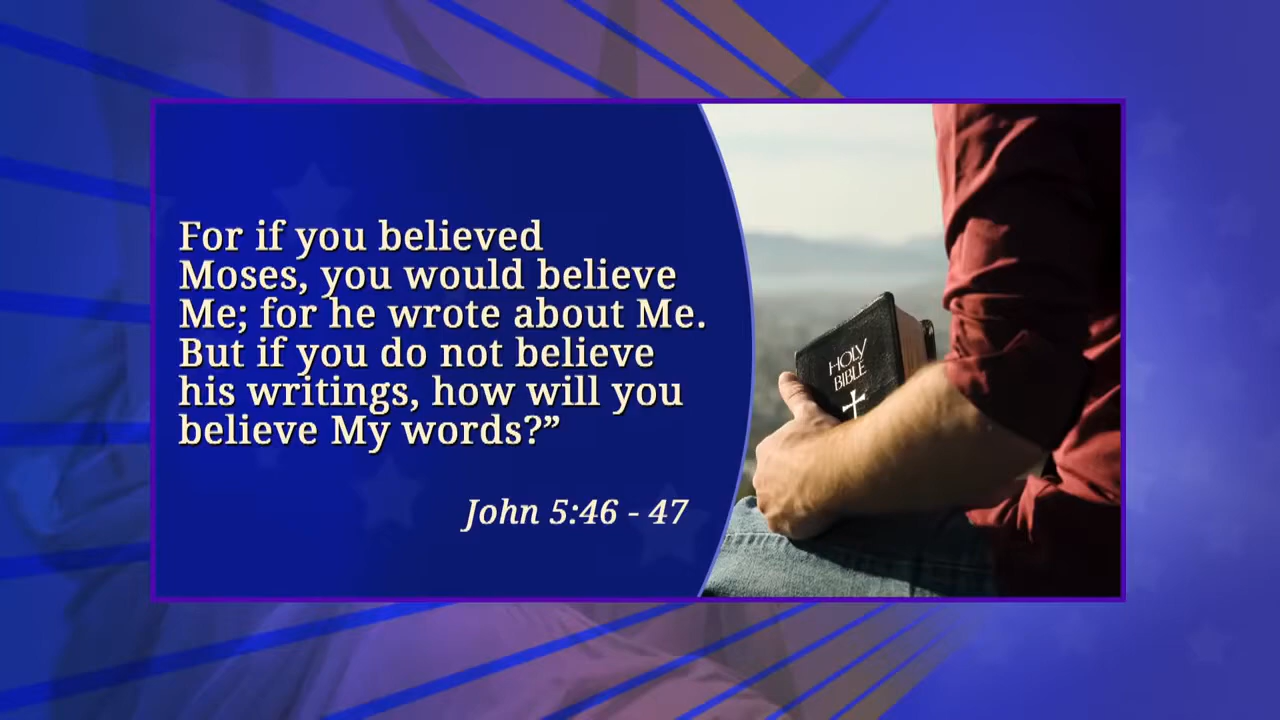 For if you believed
Moses, you would believe
Me; for he wrote about Me.
But if you do not believe
his writings, how will you
believe My words?”
John 5:46 - 47
HOLY
BIBLE